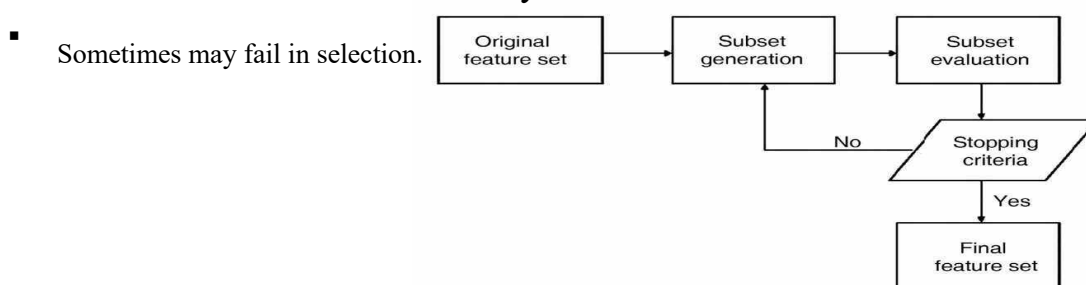 ▪ Sometimes may fail in selection.
Original
feature set
Subset
generation
Subset
evaluation
Stopping
criteria
No
Yes
Final
feature set